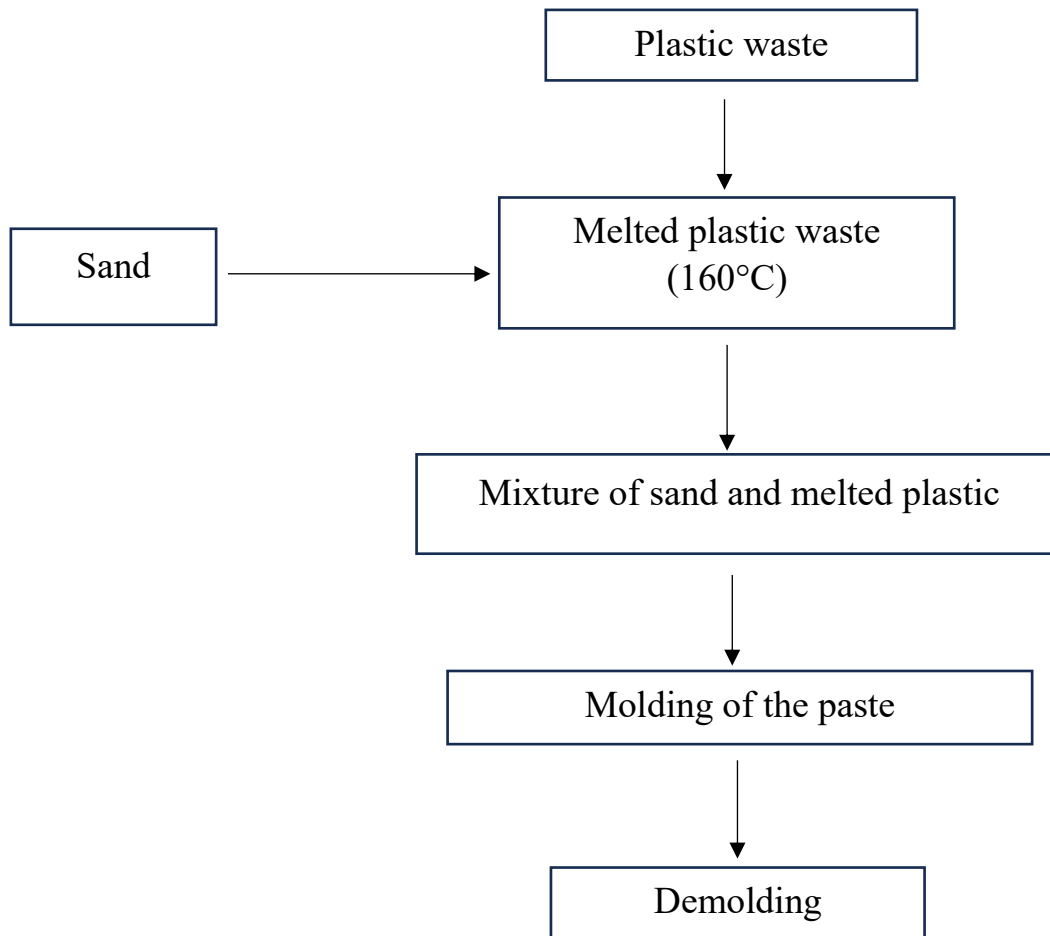 Plastic waste
Sand
Melted plastic waste
(160°C)
Mixture of sand and melted plastic
Molding of the paste
Demolding